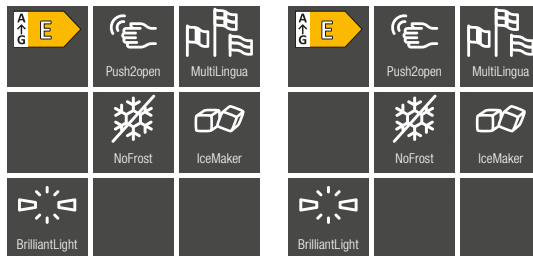 A
G
E
A
G
E
Push2open
MultiLingua
Push2open
MultiLingua
NoFrost
IceMaker
NoFrost
IceMaker
BrilliantLight
BrilliantLight